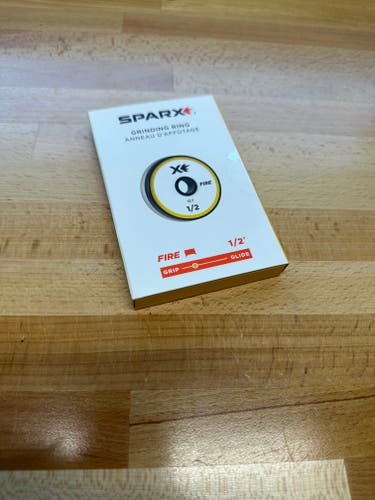 SPARX
GRINDING RING
ANNEAU D'AFFÛTAGE
FIRE
1/2
FIRE 1/2"
GRIP GLIDE